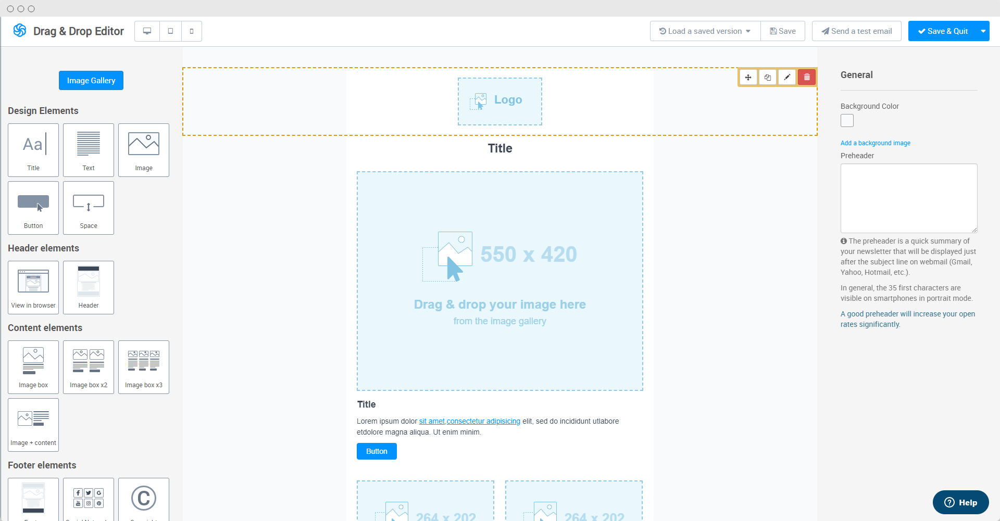 Drag & Drop Editor
Load a saved version
Save
Send a test email
Save & Quit
Image Gallery
Design Elements
Aa
Title
Text
Image
Button
Space
Header elements
View in browser
Header
Content elements
Image box
Image box x2
Image box x3
Image + content
Footer elements
C
Logo
Title
550 x 420
Drag & drop your image here
from the image gallery
Title
Lorem ipsum dolor sit amet,consectetur adipisicing elit, sed do incididunt utlabore
etdolore magna aliqua. Ut enim minim.
Button
264 x 202
264 x 202
General
Background Color
Add a background image
Preheader
The preheader is a quick summary of
your newsletter that will be displayed just
after the subject line on webmail (Gmail,
Yahoo, Hotmail, etc.).
In general, the 35 first characters are
visible on smartphones in portrait mode.
A good preheader will increase your open
rates significantly.
Help